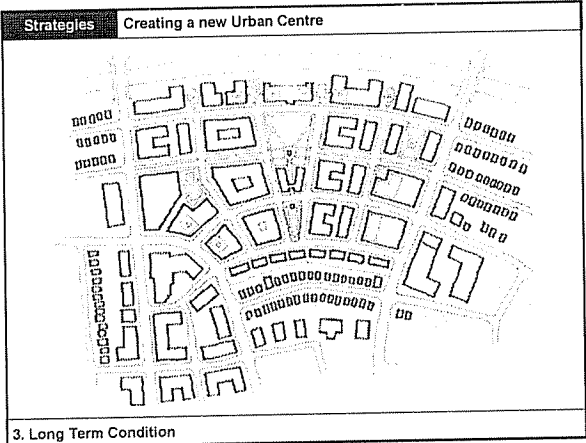 Strategies
Creating a new Urban Centre
3. Long Term Condition